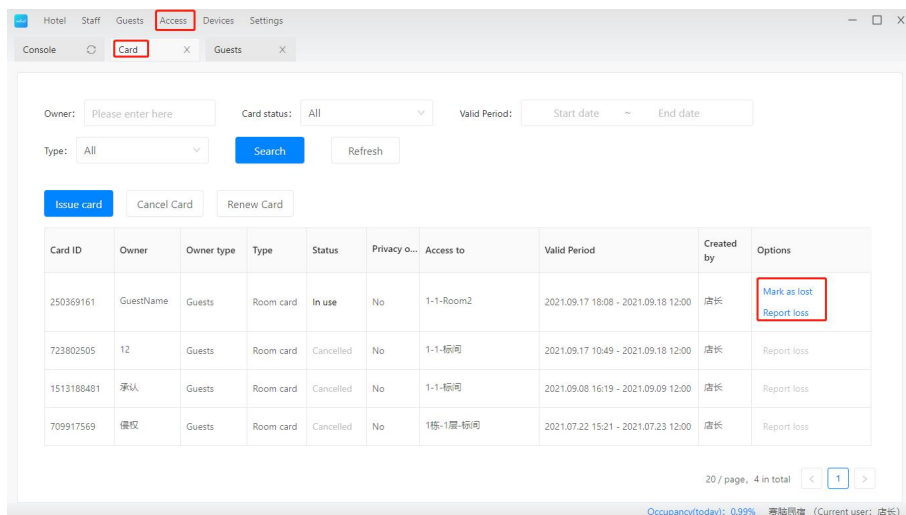 Hotel Staff Guests Access Devices Settings
Console Card Guests
Owner: Please enter here Card status: All Valid Period: Start date ~ End date
Type: All Search Refresh
Issue card Cancel Card Renew Card
Card ID Owner Owner type Type Status Privacy o... Access to Valid Period Created by Options
250369161 GuestName Guests Room card In use No 1-1-Room2 2021.09.17 18:08 - 2021.09.18 12:00 店长 Mark as lost
Report loss
723802505 12 Guests Room card Cancelled No 1-1-标间 2021.09.17 10:49 - 2021.09.18 12:00 店长 Report loss
1513188481 承认 Guests Room card Cancelled No 1-1-标间 2021.09.08 16:19 - 2021.09.09 12:00 店长 Report loss
709917569 侵权 Guests Room card Cancelled No 1栋-1层-标间 2021.07.22 15:21 - 2021.07.23 12:00 店长 Report loss
20 / page, 4 in total < 1 >
Occupancy(today): 0.99% 民宿 (Current user: 店长)